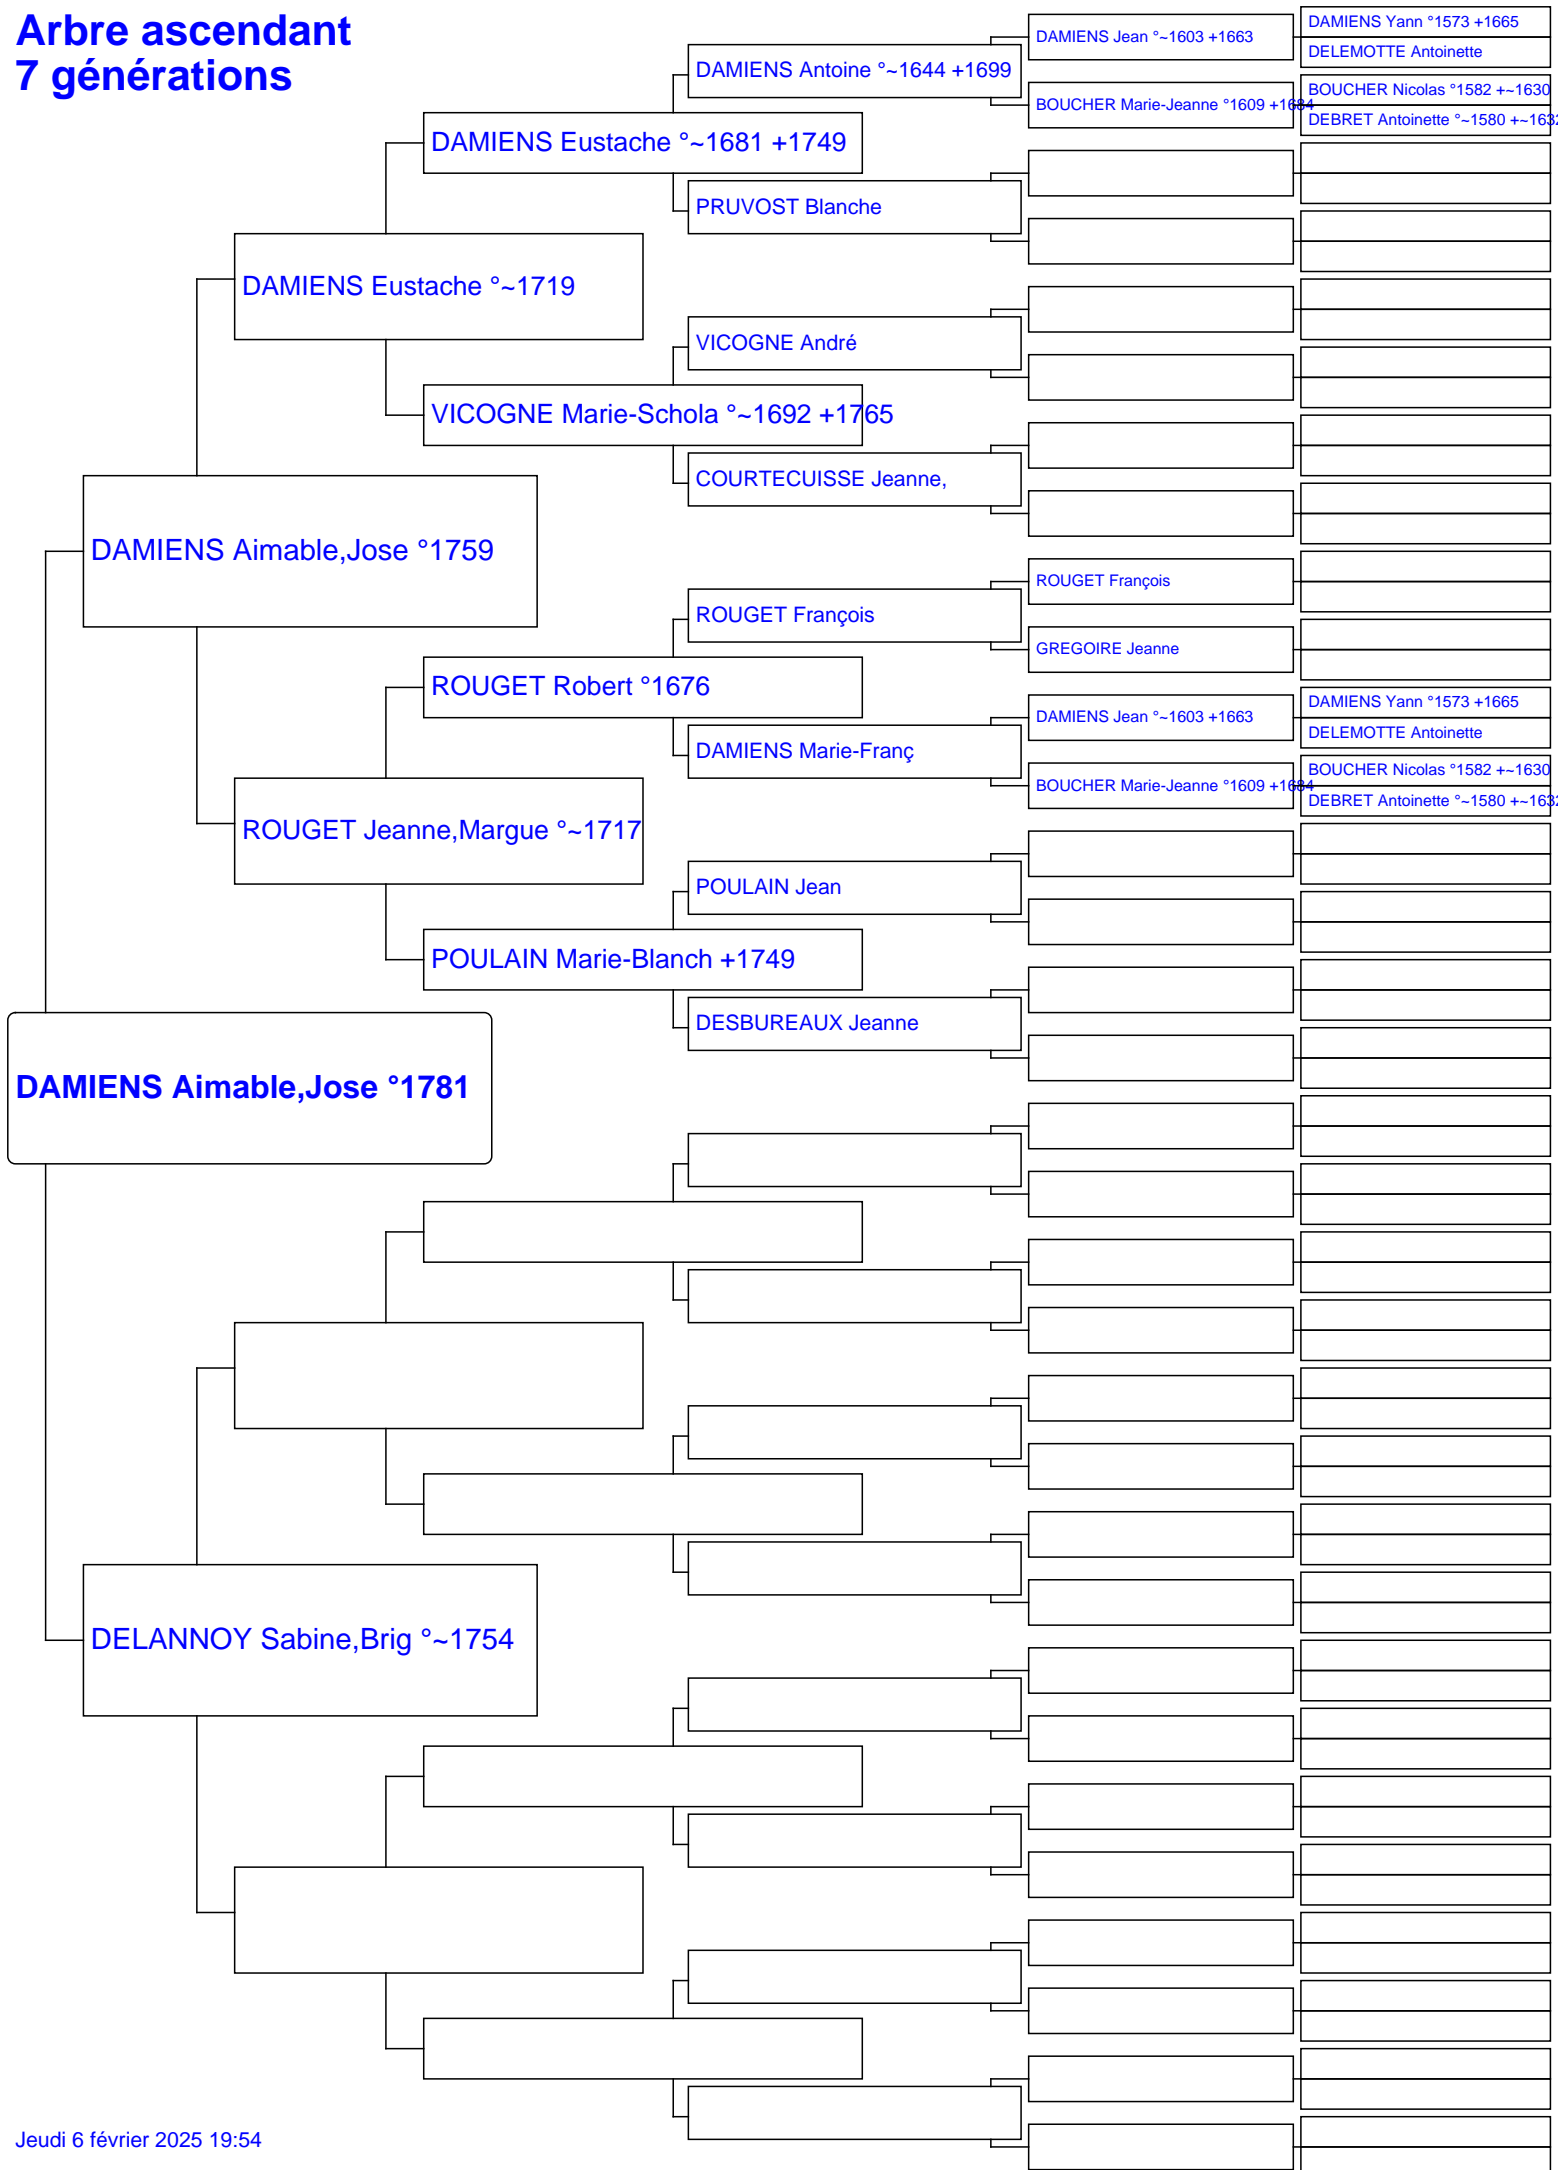 Arbre ascendant
7 générations
DAMIENS Yann °1573 +1665
DAMIENS Jean °~1603 +1663
DELEMOTTE Antoinette
DAMIENS Antoine °~1644 +1699
BOUCHER Nicolas °1582 +~1630
BOUCHER Marie-Jeanne °1609 +1684
DEBRET Antoinette °~1580 +~1632
DAMIENS Eustache °~1681 +1749
PRUVOST Blanche
DAMIENS Eustache °~1719
VICOGNE André
VICOGNE Marie-Schola °~1692 +1765
COURTECUISSE Jeanne,
DAMIENS Aimable,Jose °1759
ROUGET François
ROUGET François
GREGOIRE Jeanne
ROUGET Robert °1676
DAMIENS Yann °1573 +1665
DAMIENS Jean °~1603 +1663
DELEMOTTE Antoinette
DAMIENS Marie-Franç
BOUCHER Nicolas °1582 +~1630
BOUCHER Marie-Jeanne °1609 +1684
DEBRET Antoinette °~1580 +~1632
ROUGET Jeanne,Margue °~1717
POULAIN Jean
POULAIN Marie-Blanch +1749
DESBUREAUX Jeanne
DAMIENS Aimable,Jose °1781
DELANNOY Sabine,Brig °~1754
Jeudi 6 février 2025 19:54